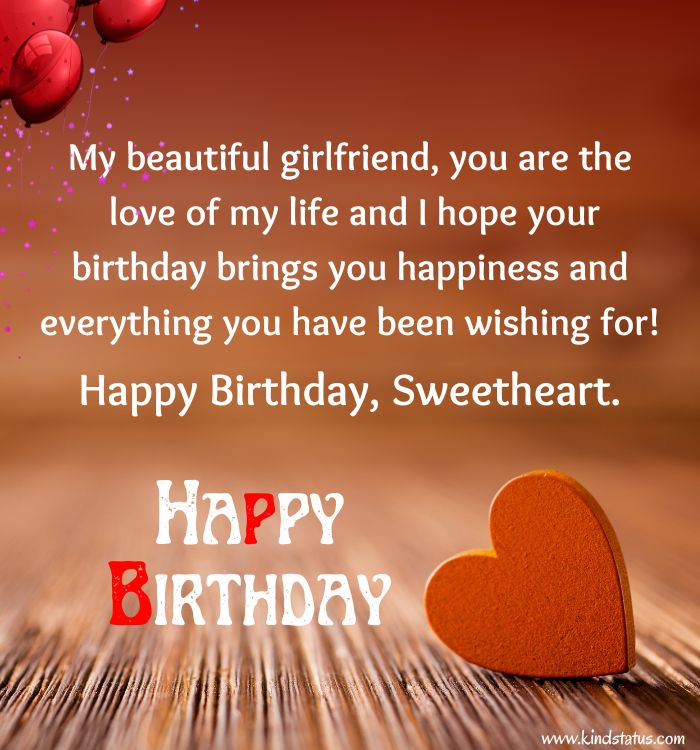 My beautiful girlfriend, you are the
love of my life and I hope your
birthday brings you happiness and
everything you have been wishing for!
Happy Birthday, Sweetheart.
HAPPY
BIRTHDAY
www.kindstatus.com